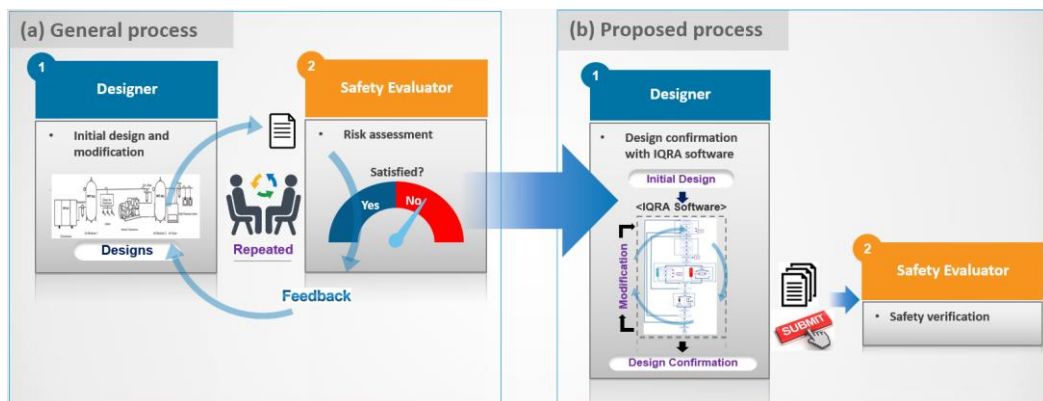 (a) General process
1
Designer
• Initial design and
modification
Designs
Repeated
Feedback
2
Safety Evaluator
• Risk assessment
Satisfied?
Yes
No
(b) Proposed process
1
Designer
• Design confirmation
with IQRA software
Initial Design
<IQRA Software>
Modification
Design Confirmation
SUBMIT
2
Safety Evaluator
• Safety verification